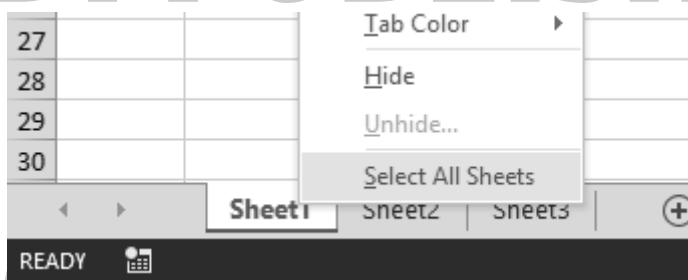 Tab Color
27
Hide
28
29
Unhide...
30
Select All Sheets
Sheet1 Sheet2 Sheet3
READY